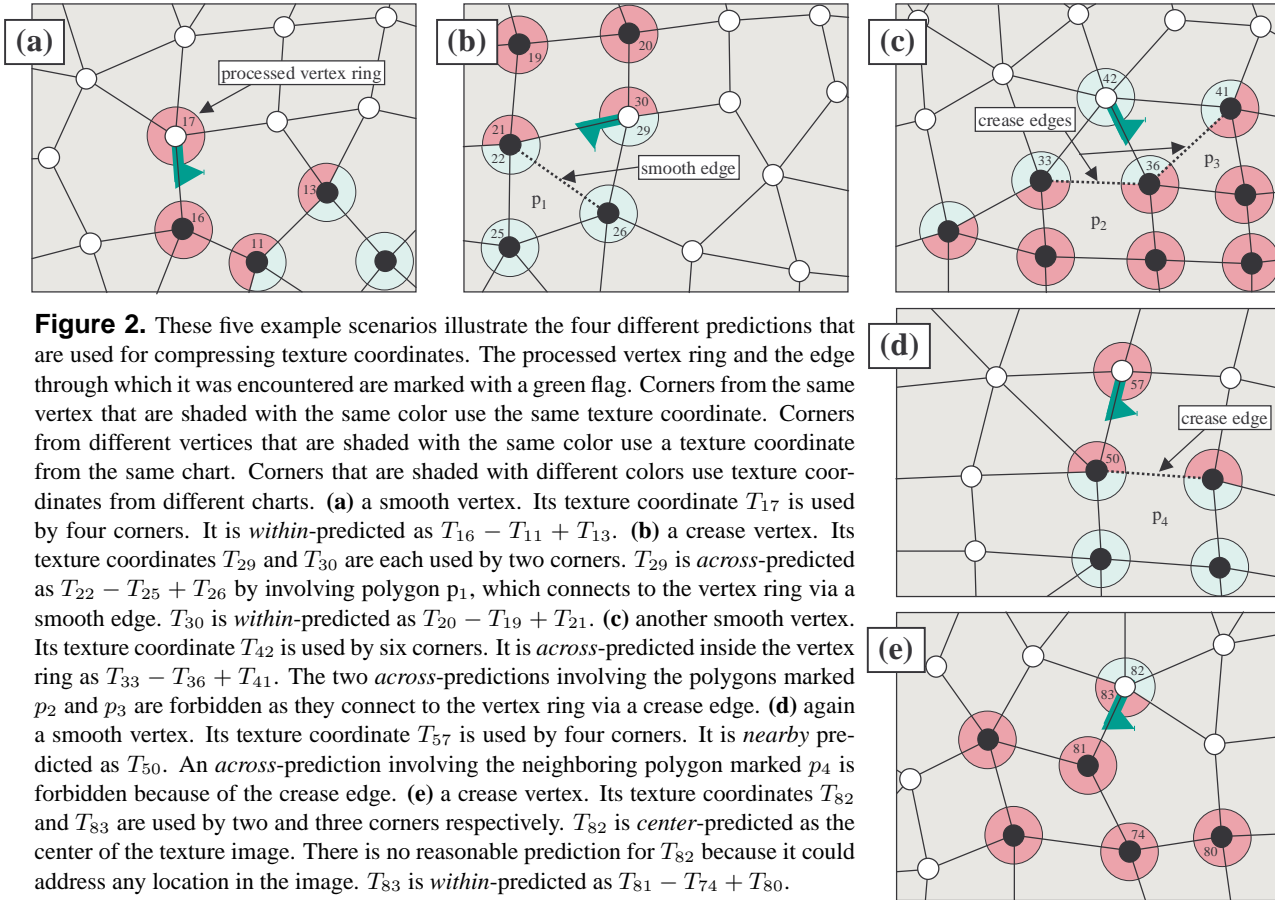 (a)
processed vertex ring
17
13
16
11
(b)
19
20
30
29
21
22
smooth edge
p1
25
26
(c)
42
41
crease edges
33
36
p3
p2
Figure 2. These five example scenarios illustrate the four different predictions that
are used for compressing texture coordinates. The processed vertex ring and the edge
through which it was encountered are marked with a green flag. Corners from the same
vertex that are shaded with the same color use the same texture coordinate. Corners
from different vertices that are shaded with the same color use a texture coordinate
from the same chart. Corners that are shaded with different colors use texture coor-
dinates from different charts. (a) a smooth vertex. Its texture coordinate T17 is used
by four corners. It is within-predicted as T16 − T11 + T13. (b) a crease vertex. Its
texture coordinates T29 and T30 are each used by two corners. T29 is across-predicted
as T22 − T25 + T26 by involving polygon p1, which connects to the vertex ring via a
smooth edge. T30 is within-predicted as T20 − T19 + T21. (c) another smooth vertex.
Its texture coordinate T42 is used by six corners. It is across-predicted inside the vertex
ring as T33 − T36 + T41. The two across-predictions involving the polygons marked
p2 and p3 are forbidden as they connect to the vertex ring via a crease edge. (d) again
a smooth vertex. Its texture coordinate T57 is used by four corners. It is nearby pre-
dicted as T50. An across-prediction involving the neighboring polygon marked p4 is
forbidden because of the crease edge. (e) a crease vertex. Its texture coordinates T82
and T83 are used by two and three corners respectively. T82 is center-predicted as the
center of the texture image. There is no reasonable prediction for T82 because it could
address any location in the image. T83 is within-predicted as T81 − T74 + T80.
(d)
57
crease edge
50
p4
(e)
82
83
81
74
80